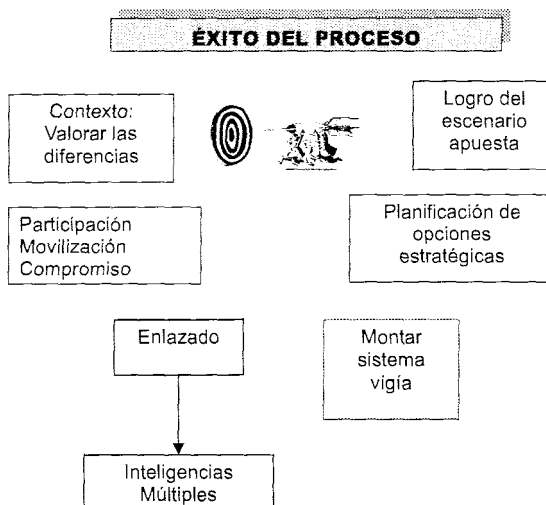 ÉXITO DEL PROCESO
Contexto:
Valorar las
diferencias
Logro del
escenario
apuesta
Participación
Movilización
Compromiso
Planificación de
opciones
estratégicas
Enlazado
Montar
sistema
vigía
Inteligencias
Múltiples